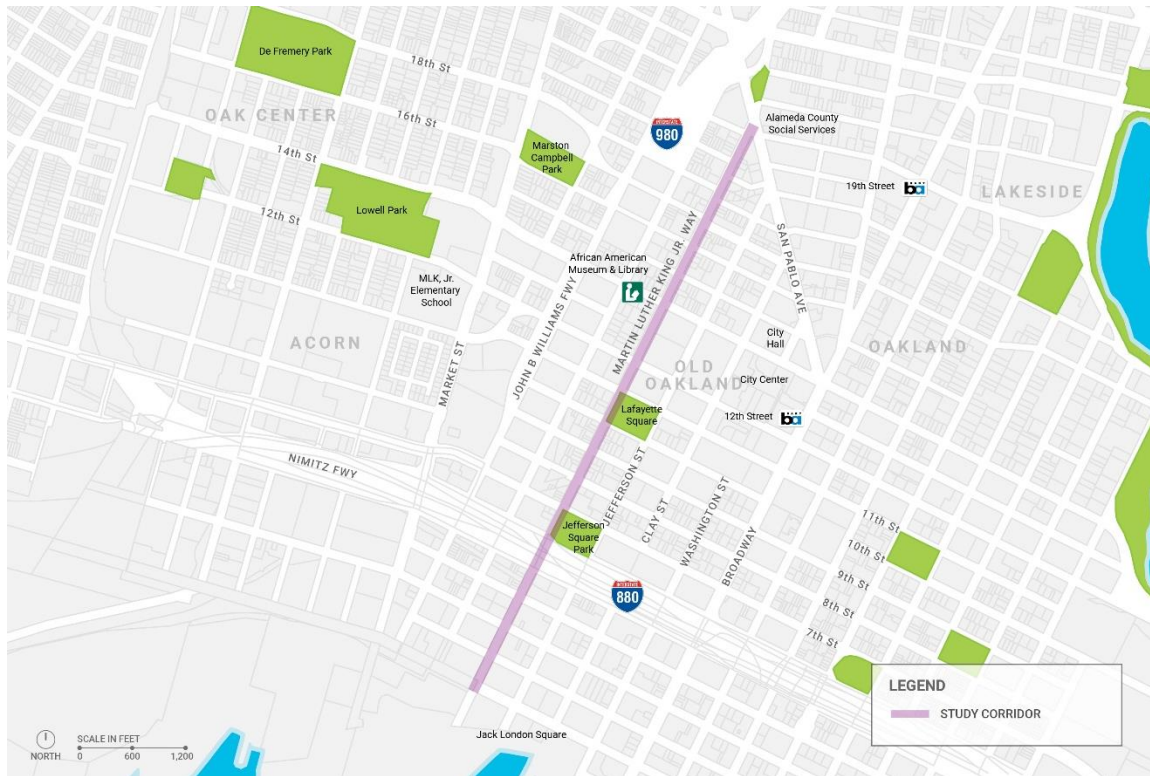 De Fremery Park
18th St
OAK CENTER
16th St
14th St
12th St
Lowell Park
Marston
Campbell
Park
INTERSTATE
980
Alameda County
Social Services
19th Street
ba
LAKESIDE
SAN PABLO AVE
MARTIN LUTHER KING JR. WAY
African American
Museum & Library
MLK, Jr.
Elementary
School
ACORN
MARKET ST
JOHN B WILLIAMS FWY
City
Hall
OAKLAND
OLD
OAKLAND
City Center
Lafayette
Square
12th Street
ba
NIMITZ FWY
JEFFERSON ST
CLAY ST
WASHINGTON ST
BROADWAY
Jefferson
Square
Park
INTERSTATE
880
11th St
10th St
9th St
8th St
7th St
LEGEND
STUDY CORRIDOR
Jack London Square
NORTH
SCALE IN FEET
0
600
1,200